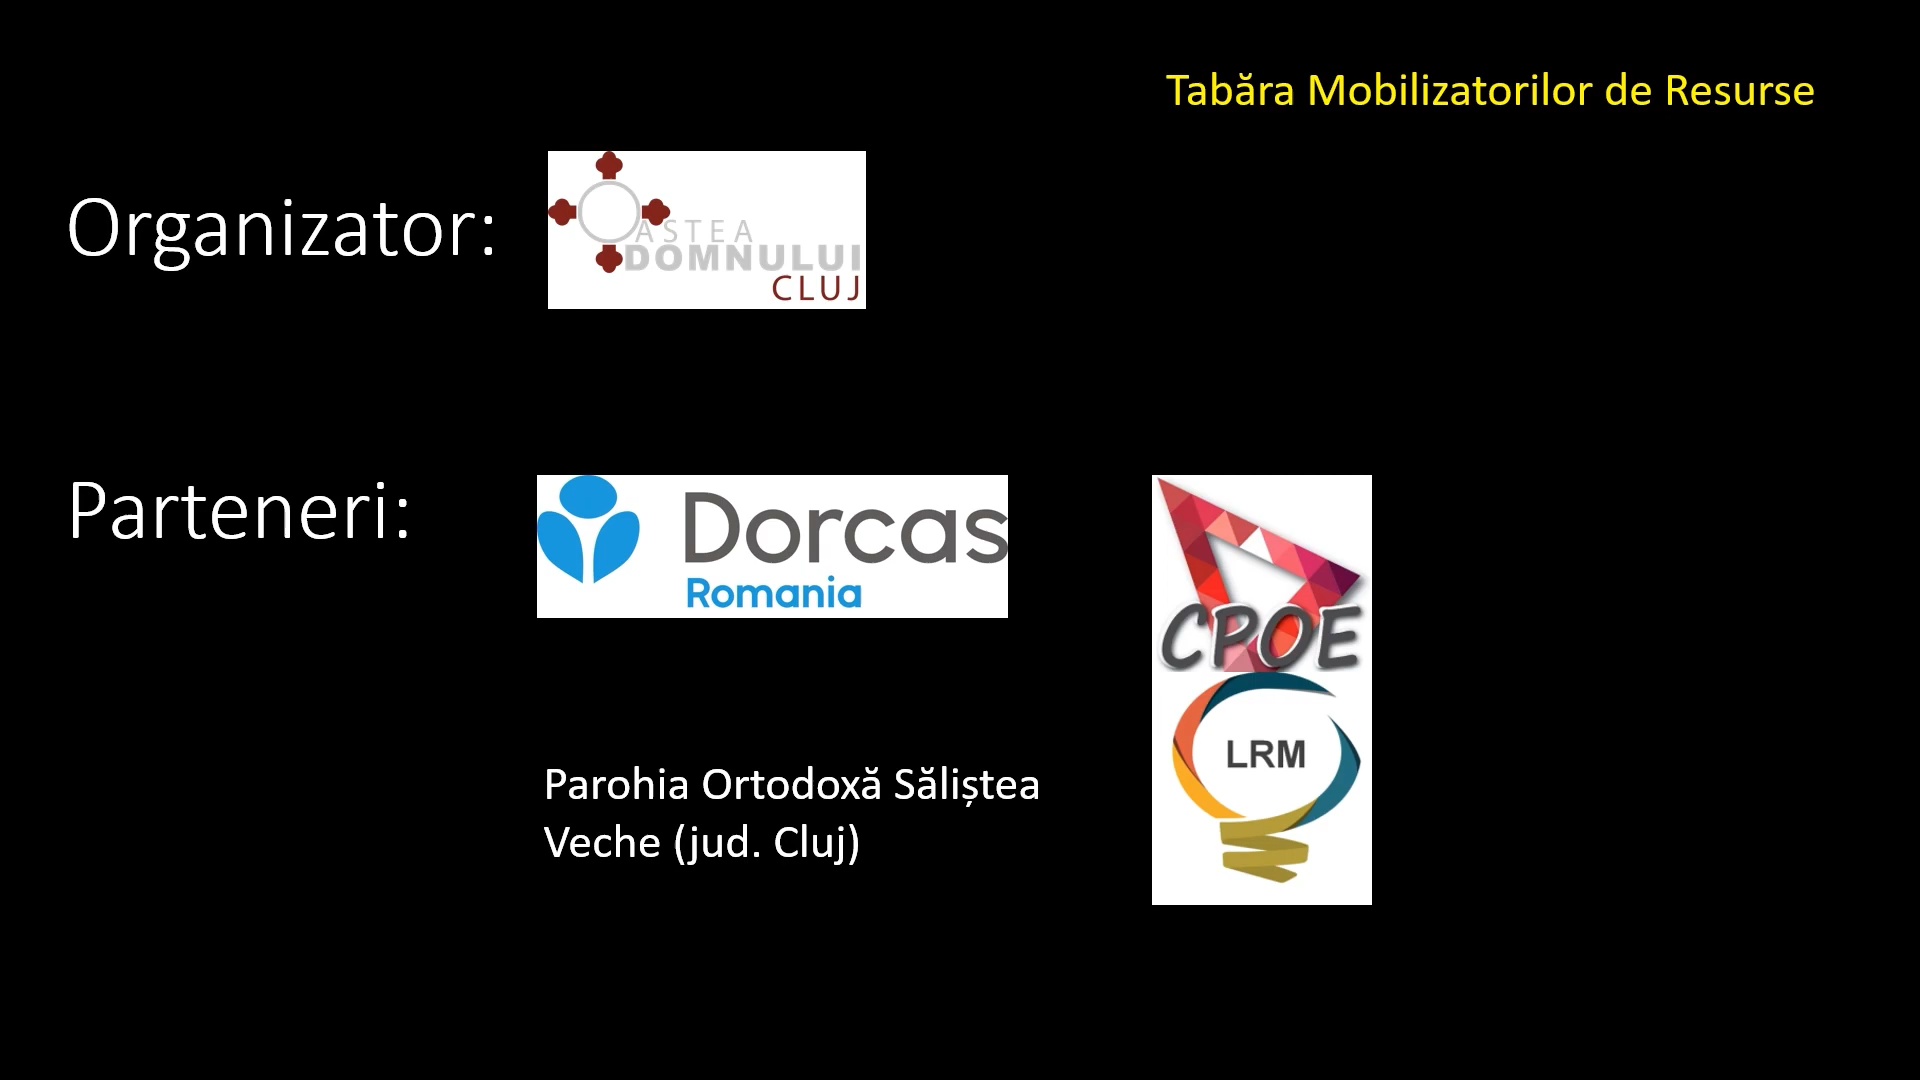 Tabăra Mobilizatorilor de Resurse
Organizator:
ASTEA
DOMNULUI
CLUJ
Parteneri:
Dorcas
Romania
CPOE
LRM
Parohia Ortodoxă Săliștea
Veche (jud. Cluj)